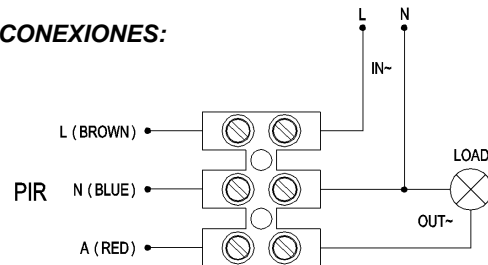 CONEXIONES:
L N
IN~
L (BROWN)
LOAD
PIR N (BLUE)
OUT~
A (RED)